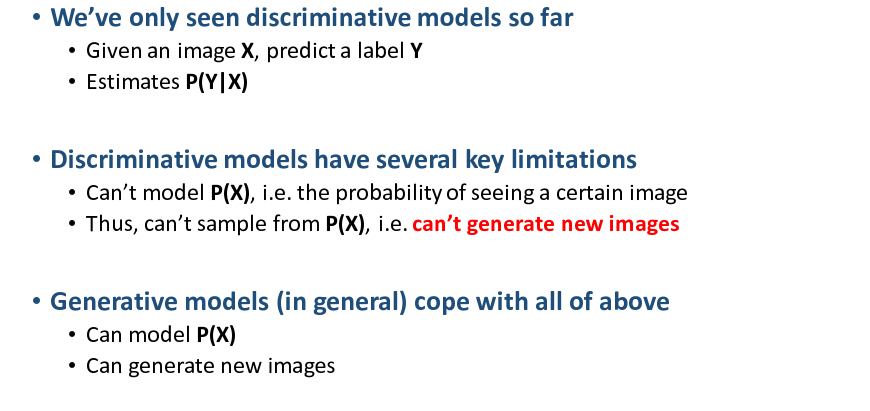 • We’ve only seen discriminative models so far
• Given an image X, predict a label Y
• Estimates P(Y|X)
• Discriminative models have several key limitations
• Can’t model P(X), i.e. the probability of seeing a certain image
• Thus, can’t sample from P(X), i.e. can’t generate new images
• Generative models (in general) cope with all of above
• Can model P(X)
• Can generate new images